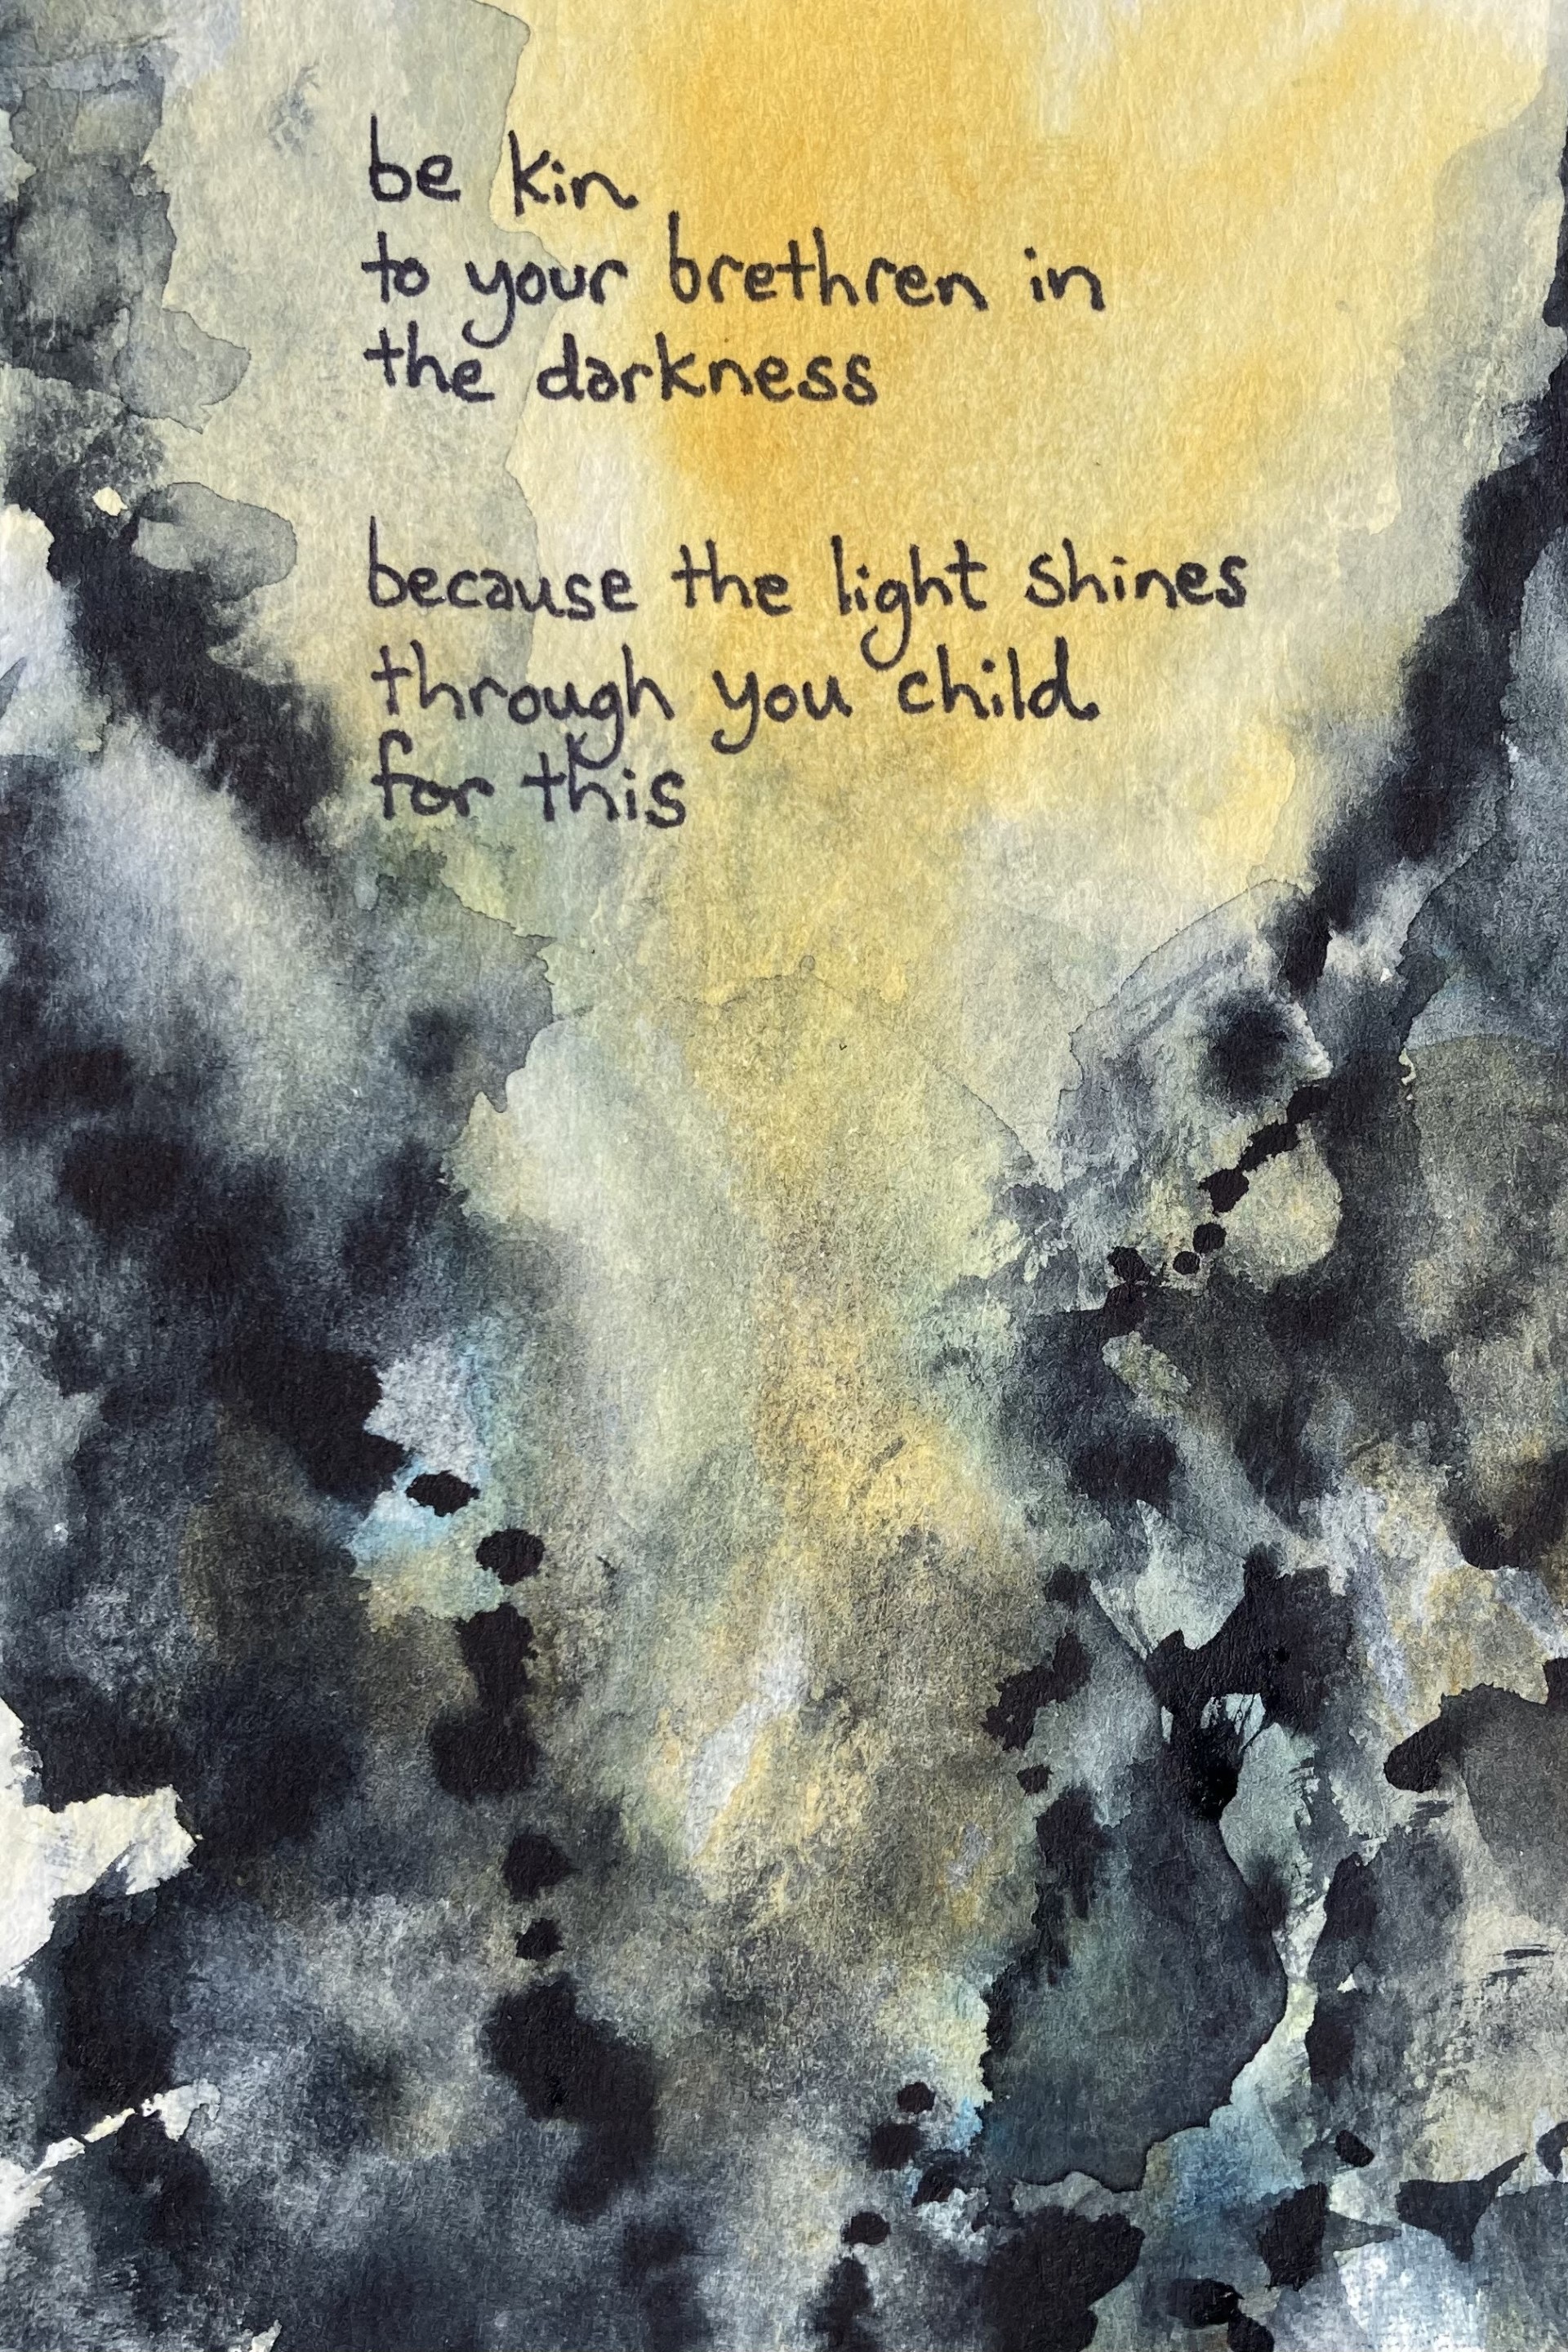 be kin
to your brethren in
the darkness
because the light shines
through you child
for this